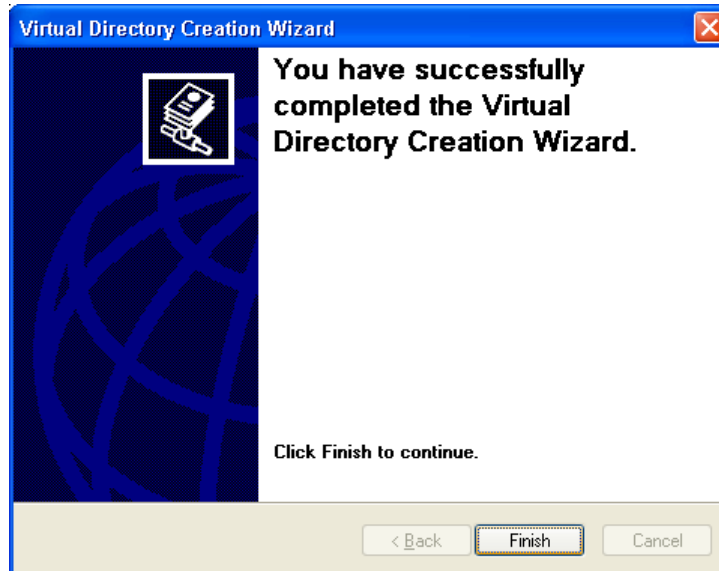 Virtual Directory Creation Wizard
You have successfully
completed the Virtual
Directory Creation Wizard.
Click Finish to continue.
< Back
Finish
Cancel